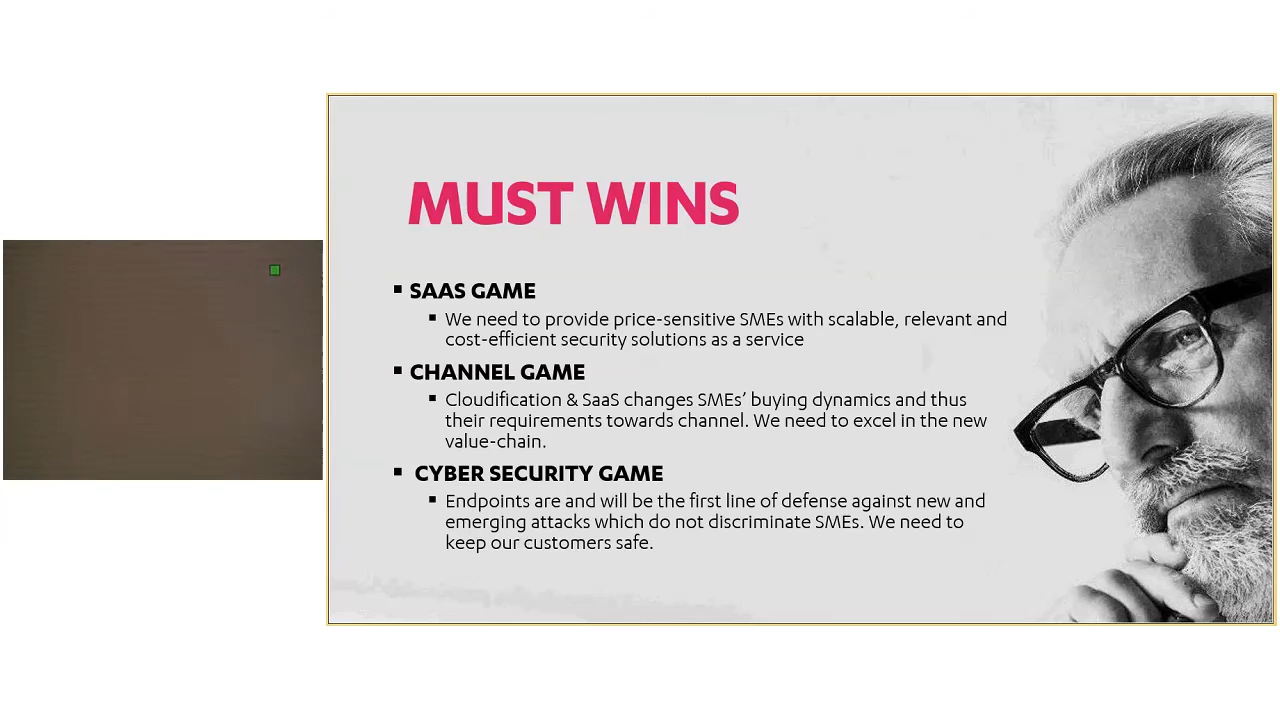 MUST WINS
▪ SAAS GAME
▪ We need to provide price-sensitive SMEs with scalable, relevant and
cost-efficient security solutions as a service
▪ CHANNEL GAME
▪ Cloudification & SaaS changes SMEs’ buying dynamics and thus
their requirements towards channel. We need to excel in the new
value-chain.
▪ CYBER SECURITY GAME
▪ Endpoints are and will be the first line of defense against new and
emerging attacks which do not discriminate SMEs. We need to
keep our customers safe.